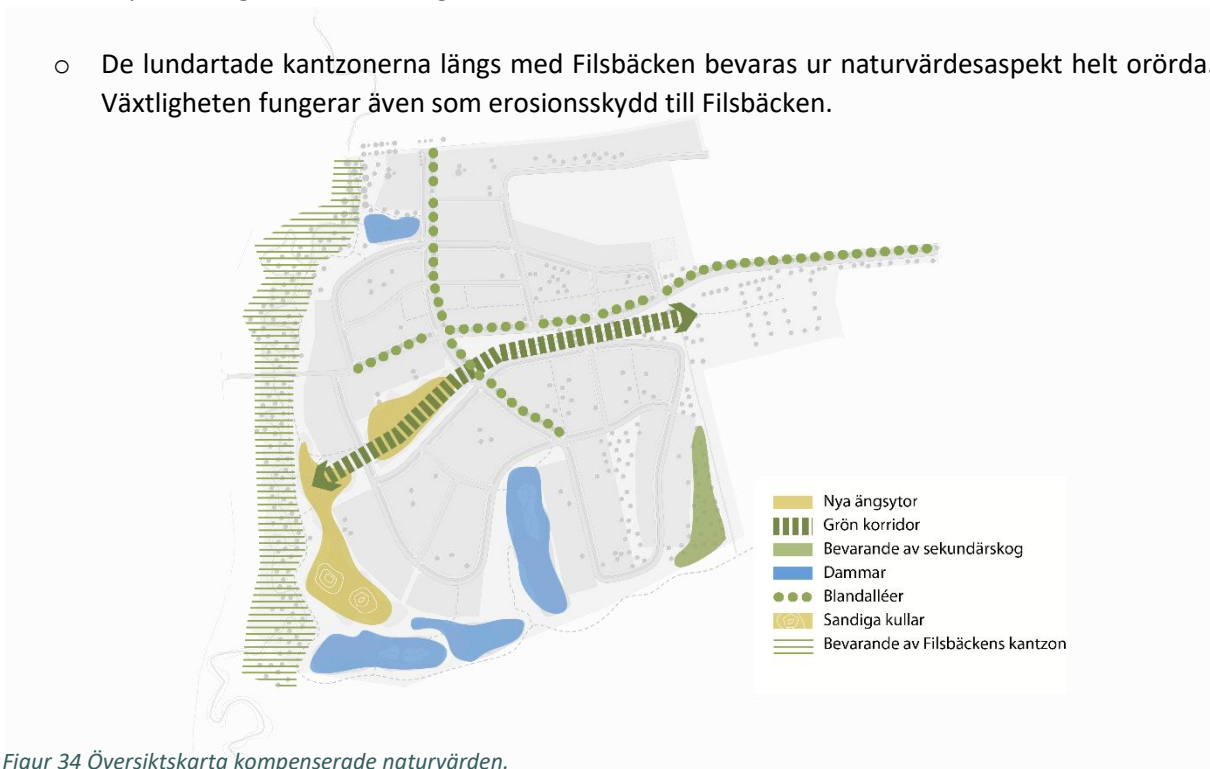 ○ De lundartade kantzonerna längs med Filsbäcken bevaras ur naturvärdesaspekt helt orörda.
Växtligheten fungerar även som erosionsskydd till Filsbäcken.
Nya ängsytor
Grön korridor
Bevarande av sekundärskog
Dammar
Blandalléer
Sandiga kullar
Bevarande av Filsbäckens kantzon
Figur 34 Översiktskarta kompenserade naturvärden.